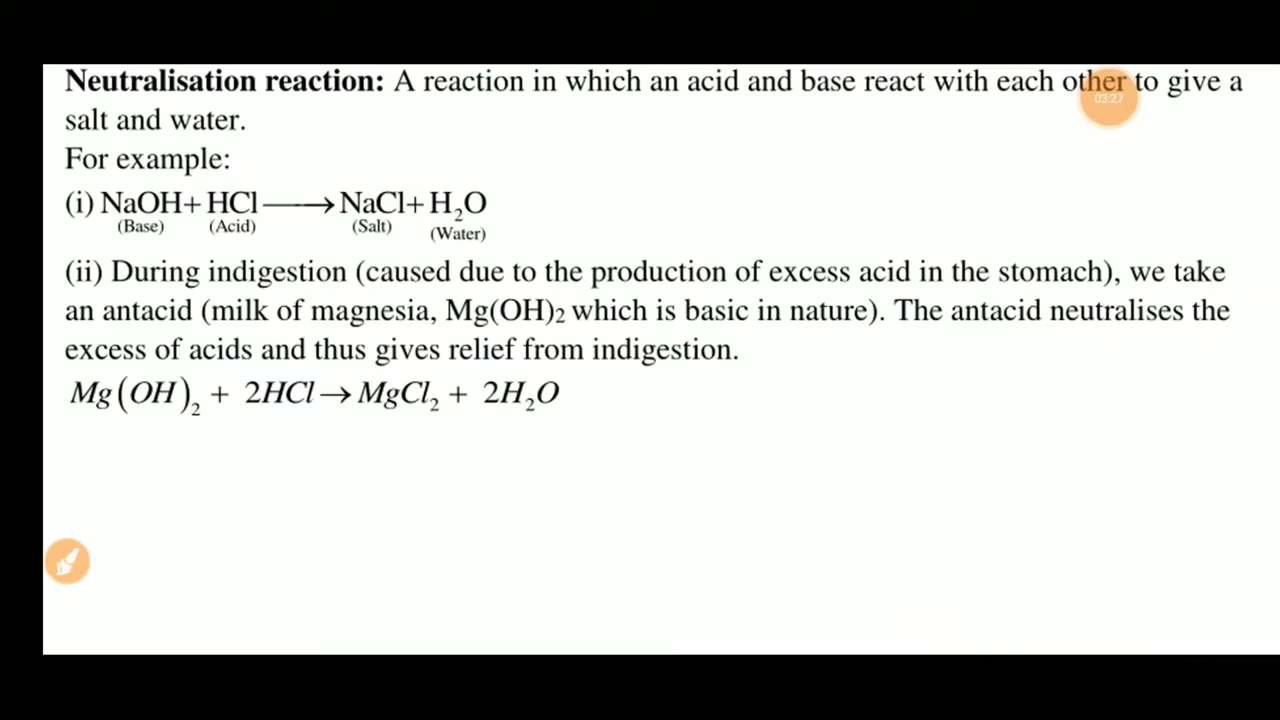 Neutralisation reaction: A reaction in which an acid and base react with each other to give a
03:27
salt and water.
For example:
(i) NaOH+ HCl ⟶ NaCl+ H₂O
(Base) (Acid) (Salt) (Water)
(ii) During indigestion (caused due to the production of excess acid in the stomach), we take
an antacid (milk of magnesia, Mg(OH)₂ which is basic in nature). The antacid neutralises the
excess of acids and thus gives relief from indigestion.
Mg(OH)₂ + 2HCl → MgCl₂ + 2H₂O